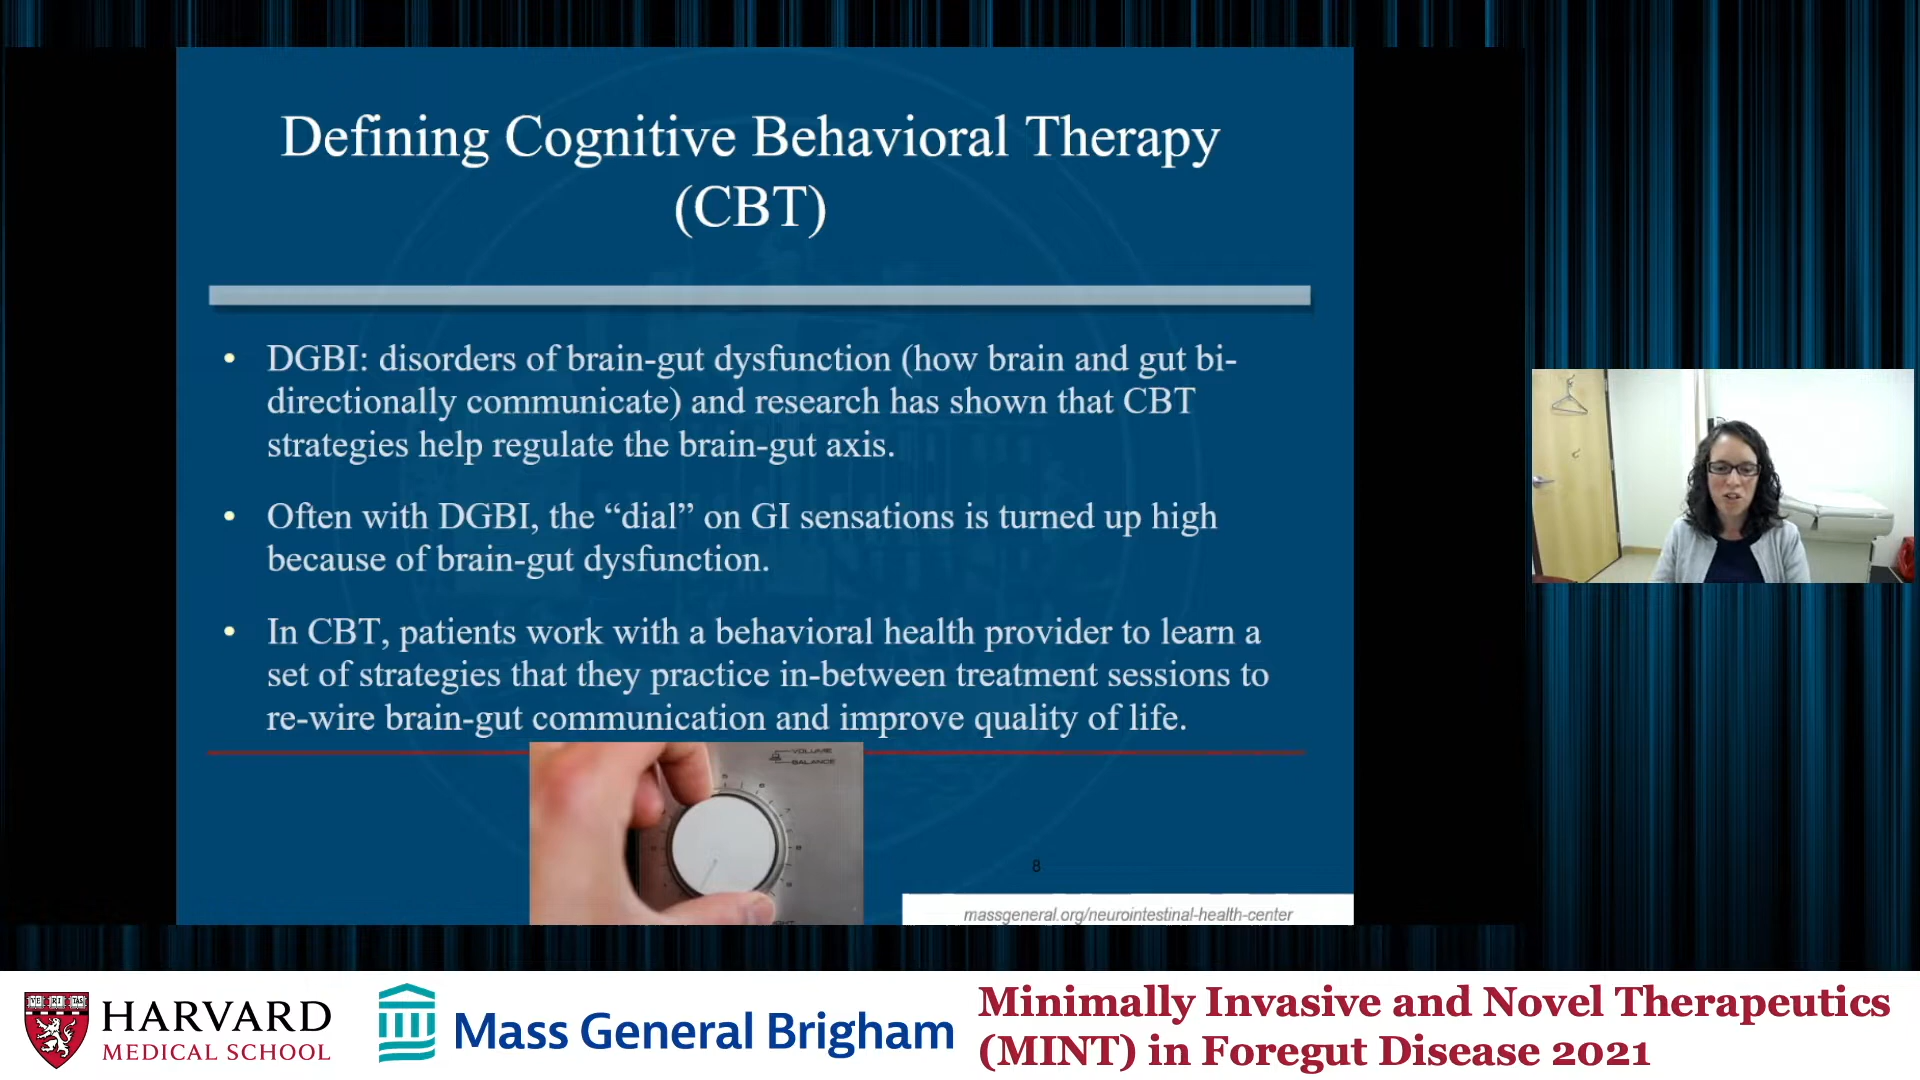 Defining Cognitive Behavioral Therapy
(CBT)
• DGBI: disorders of brain-gut dysfunction (how brain and gut bi-
directionally communicate) and research has shown that CBT
strategies help regulate the brain-gut axis.
• Often with DGBI, the “dial” on GI sensations is turned up high
because of brain-gut dysfunction.
• In CBT, patients work with a behavioral health provider to learn a
set of strategies that they practice in-between treatment sessions to
re-wire brain-gut communication and improve quality of life.
VOLUME
BALANCE
8
massgeneral.org/neurointestinal-health-center
VE RI TAS
HARVARD
MEDICAL SCHOOL
Mass General Brigham
Minimally Invasive and Novel Therapeutics
(MINT) in Foregut Disease 2021